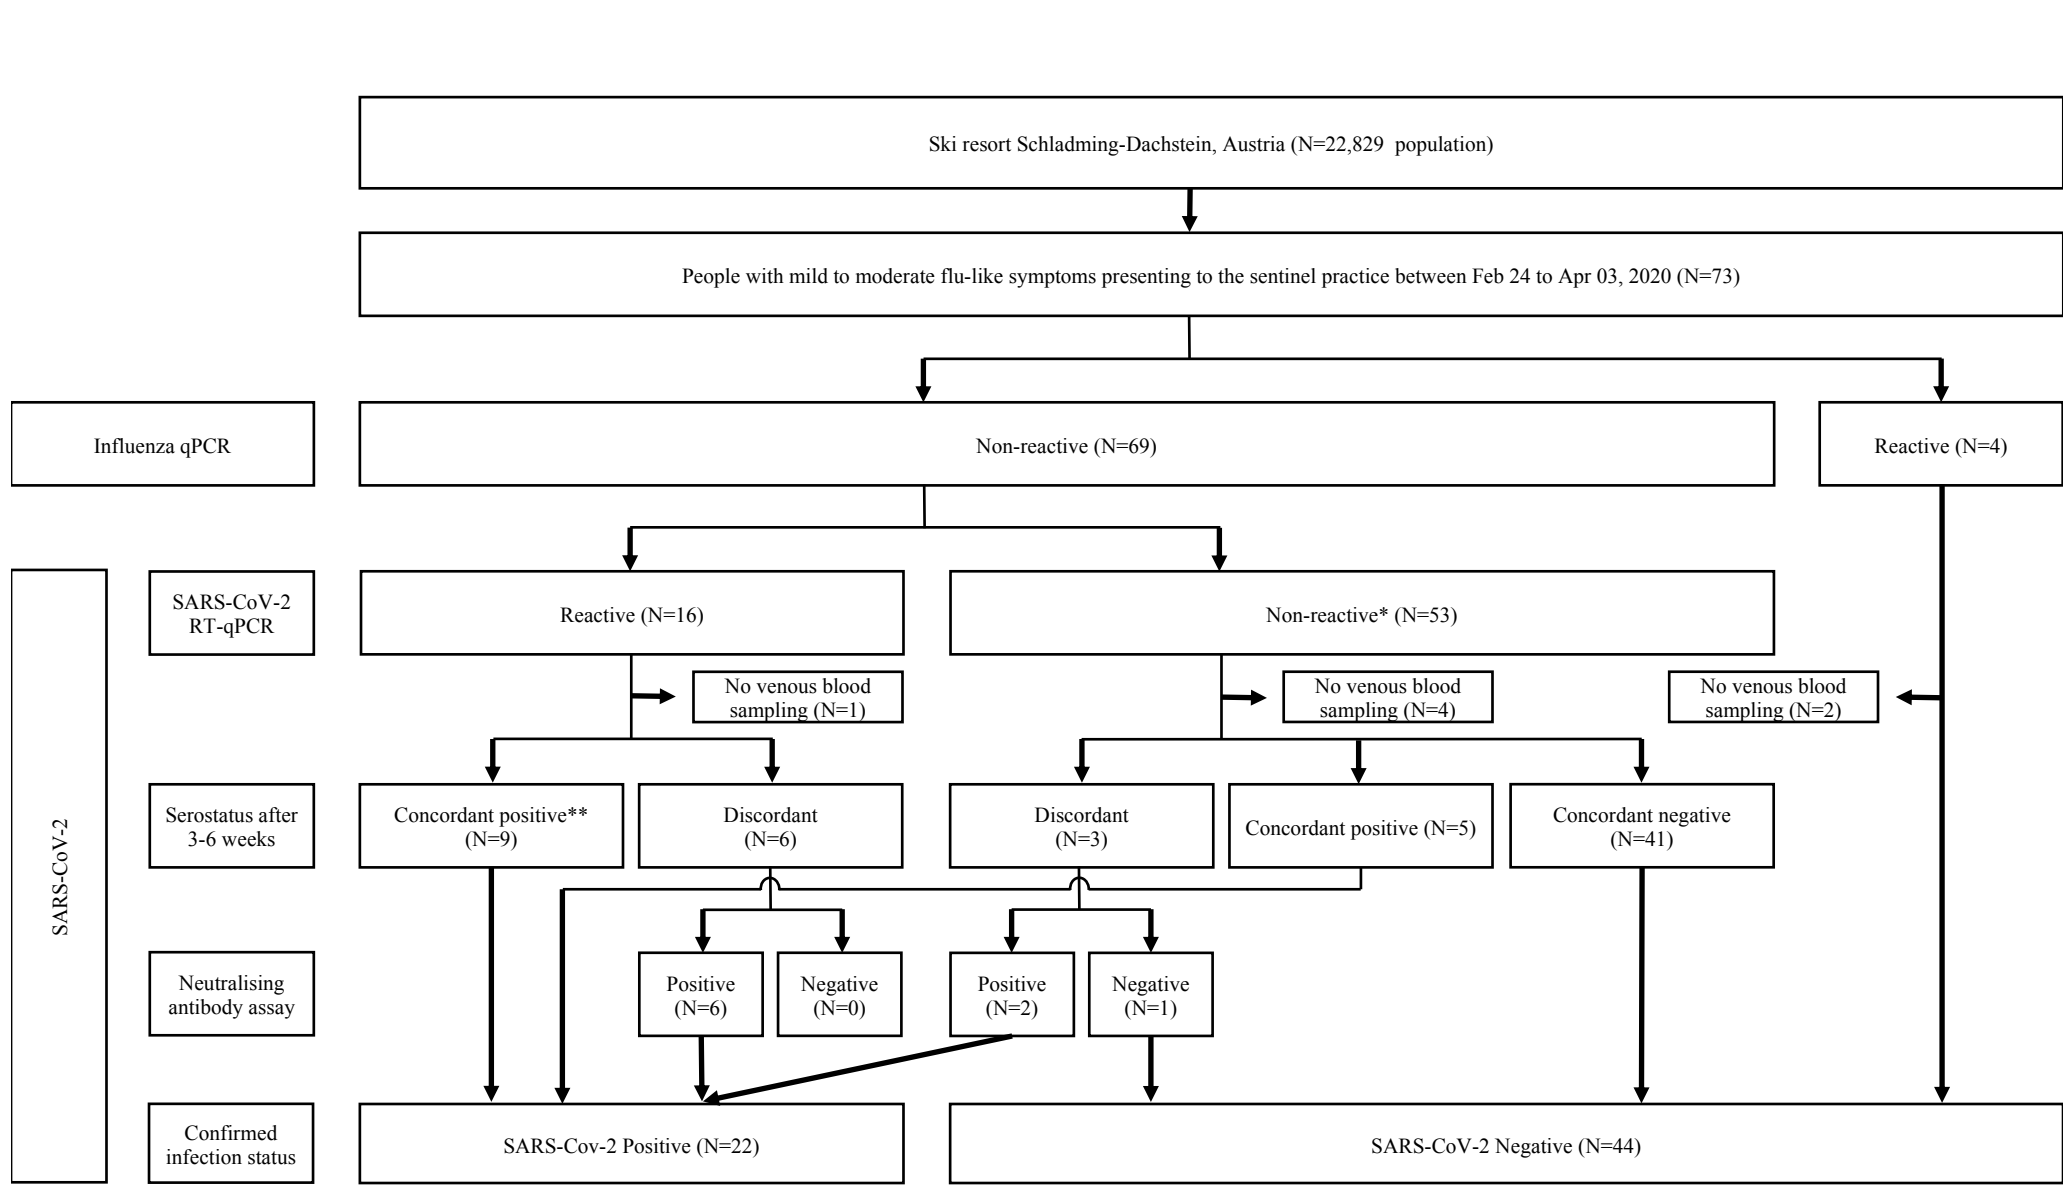 Ski resort Schladming-Dachstein, Austria (N=22,829 population)
People with mild to moderate flu-like symptoms presenting to the sentinel practice between Feb 24 to Apr 03, 2020 (N=73)
Influenza qPCR
Non-reactive (N=69)
Reactive (N=4)
SARS-CoV-2
SARS-CoV-2
RT-qPCR
Reactive (N=16)
Non-reactive* (N=53)
No venous blood
sampling (N=1)
No venous blood
sampling (N=4)
No venous blood
sampling (N=2)
Serostatus after
3-6 weeks
Concordant positive**
(N=9)
Discordant
(N=6)
Discordant
(N=3)
Concordant positive (N=5)
Concordant negative
(N=41)
Neutralising
antibody assay
Positive
(N=6)
Negative
(N=0)
Positive
(N=2)
Negative
(N=1)
Confirmed
infection status
SARS-Cov-2 Positive (N=22)
SARS-CoV-2 Negative (N=44)